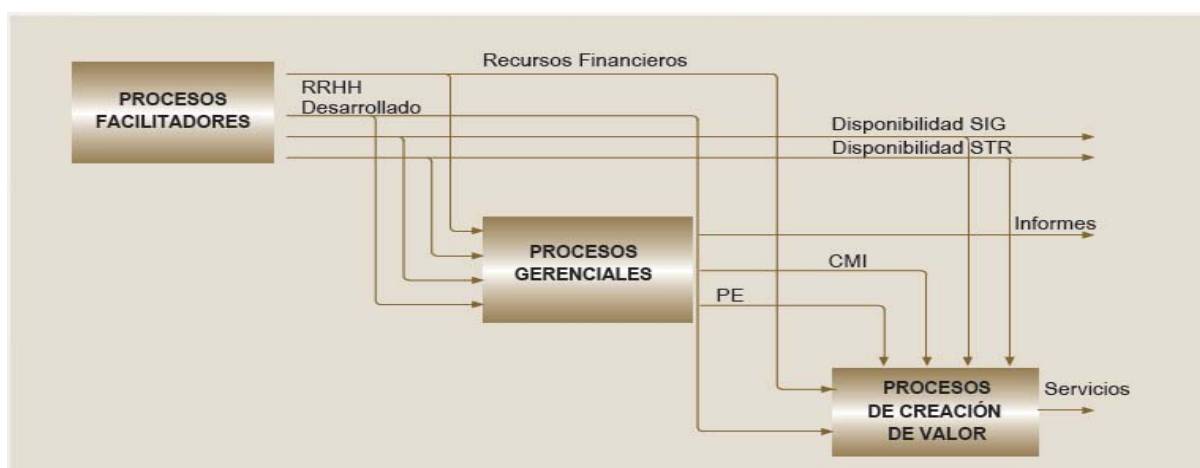 Recursos Financieros
PROCESOS
FACILITADORES
RRHH
Desarrollado
Disponibilidad SIG
Disponibilidad STR
Informes
PROCESOS
GERENCIALES
CMI
PE
PROCESOS
DE CREACIÓN
DE VALOR
Servicios